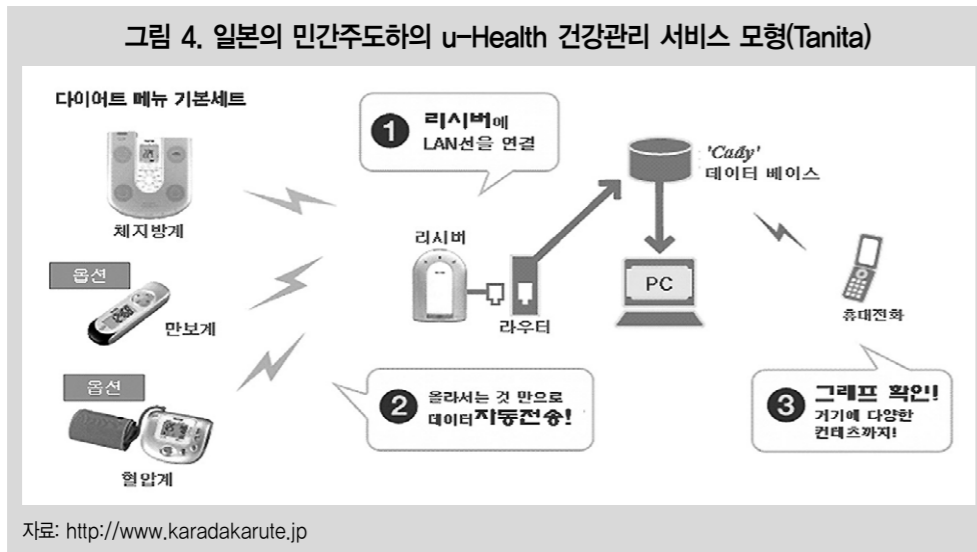 그림 4. 일본의 민간주도하의 u-Health 건강관리 서비스 모형(Tanita)
다이어트 메뉴 기본세트
체지방계
옵션
만보계
옵션
혈압계
1 리시버에
LAN선을 연결
리시버
라우터
2 올라서는 것 만으로
데이터자동전송!
'Cady'
데이터 베이스
PC
휴대전화
3 그래프 확인!
거기에 다양한
컨테츠까지!
자료: http://www.karadakarute.jp